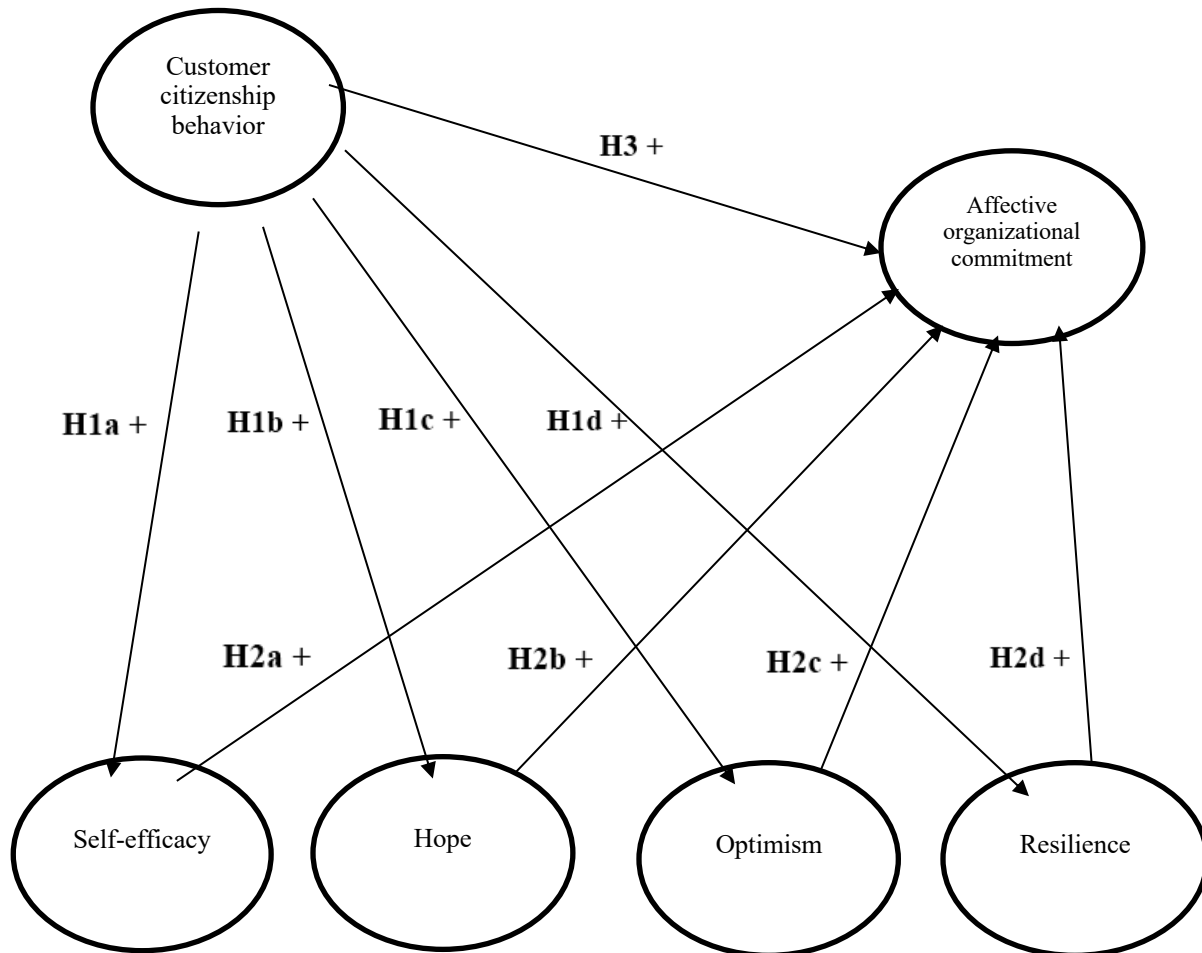 Customer
citizenship
behavior
H3 +
Affective
organizational
commitment
H1a +
H1b +
H1c +
H1d +
H2a +
H2b +
H2c +
H2d +
Self-efficacy
Hope
Optimism
Resilience